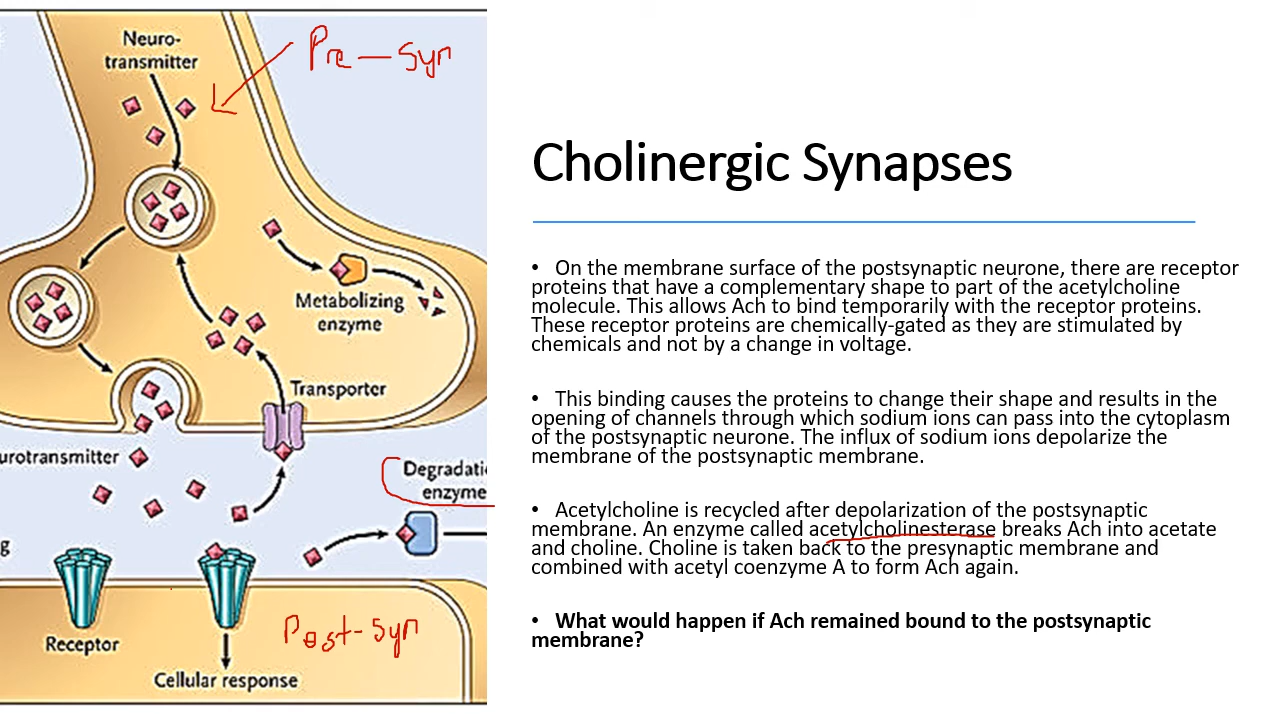 Neuro-
transmitter
Pre-Syn
Metabolizing
enzyme
Transporter
urotransmitter
Degradati
enzyme
g
Receptor
Cellular response
Post-Syn
Cholinergic Synapses
• On the membrane surface of the postsynaptic neurone, there are receptor
proteins that have a complementary shape to part of the acetylcholine
molecule. This allows Ach to bind temporarily with the receptor proteins.
These receptor proteins are chemically-gated as they are stimulated by
chemicals and not by a change in voltage.
• This binding causes the proteins to change their shape and results in the
opening of channels through which sodium ions can pass into the cytoplasm
of the postsynaptic neurone. The influx of sodium ions depolarize the
membrane of the postsynaptic membrane.
• Acetylcholine is recycled after depolarization of the postsynaptic
membrane. An enzyme called acetylcholinesterase breaks Ach into acetate
and choline. Choline is taken back to the presynaptic membrane and
combined with acetyl coenzyme A to form Ach again.
• What would happen if Ach remained bound to the postsynaptic
membrane?